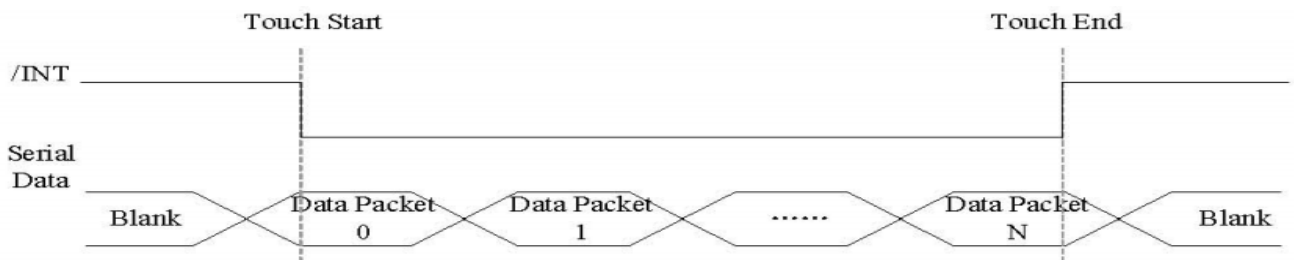 Touch Start
Touch End
/INT
Serial
Data
Blank
Data Packet
0
Data Packet
1
......
Data Packet
N
Blank